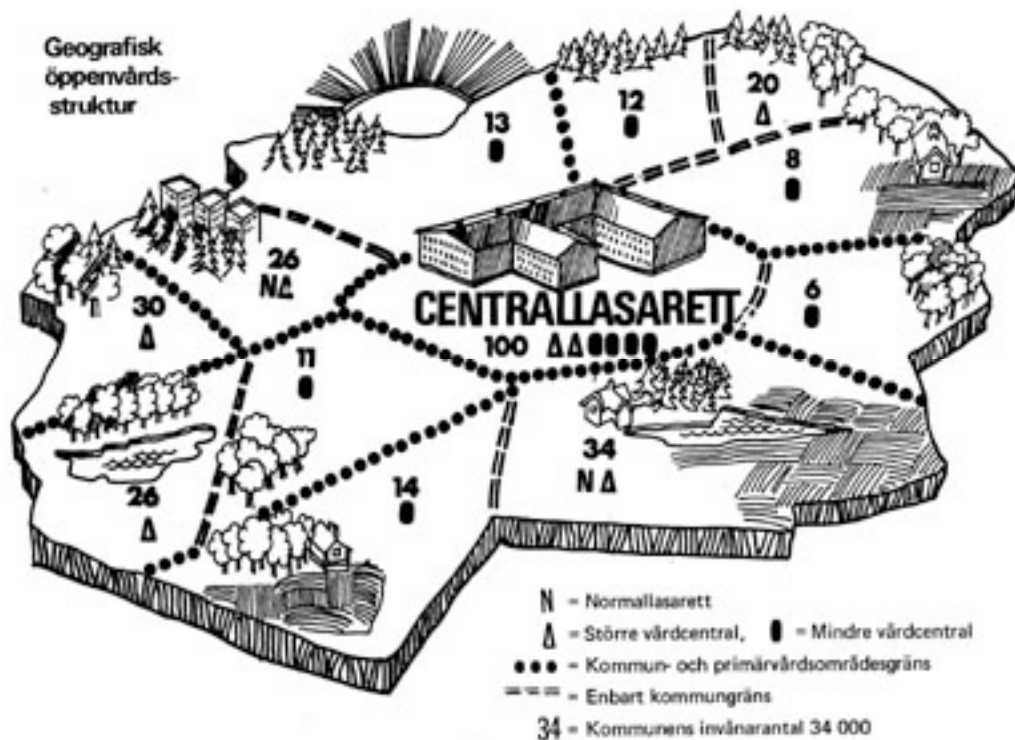 Geografisk
öppenvårds-
struktur
13
12
20
Δ
8
26
N Δ
30
Δ
6
CENTRALLASARETT
100 Δ Δ
11
34
N Δ
26
Δ
14
N = Normallasarett
Δ = Större vårdcentral, = Mindre vårdcentral
= Kommun- och primärvårdsområdesgräns
= Enbart kommungräns
34 = Kommunens invånarantal 34 000